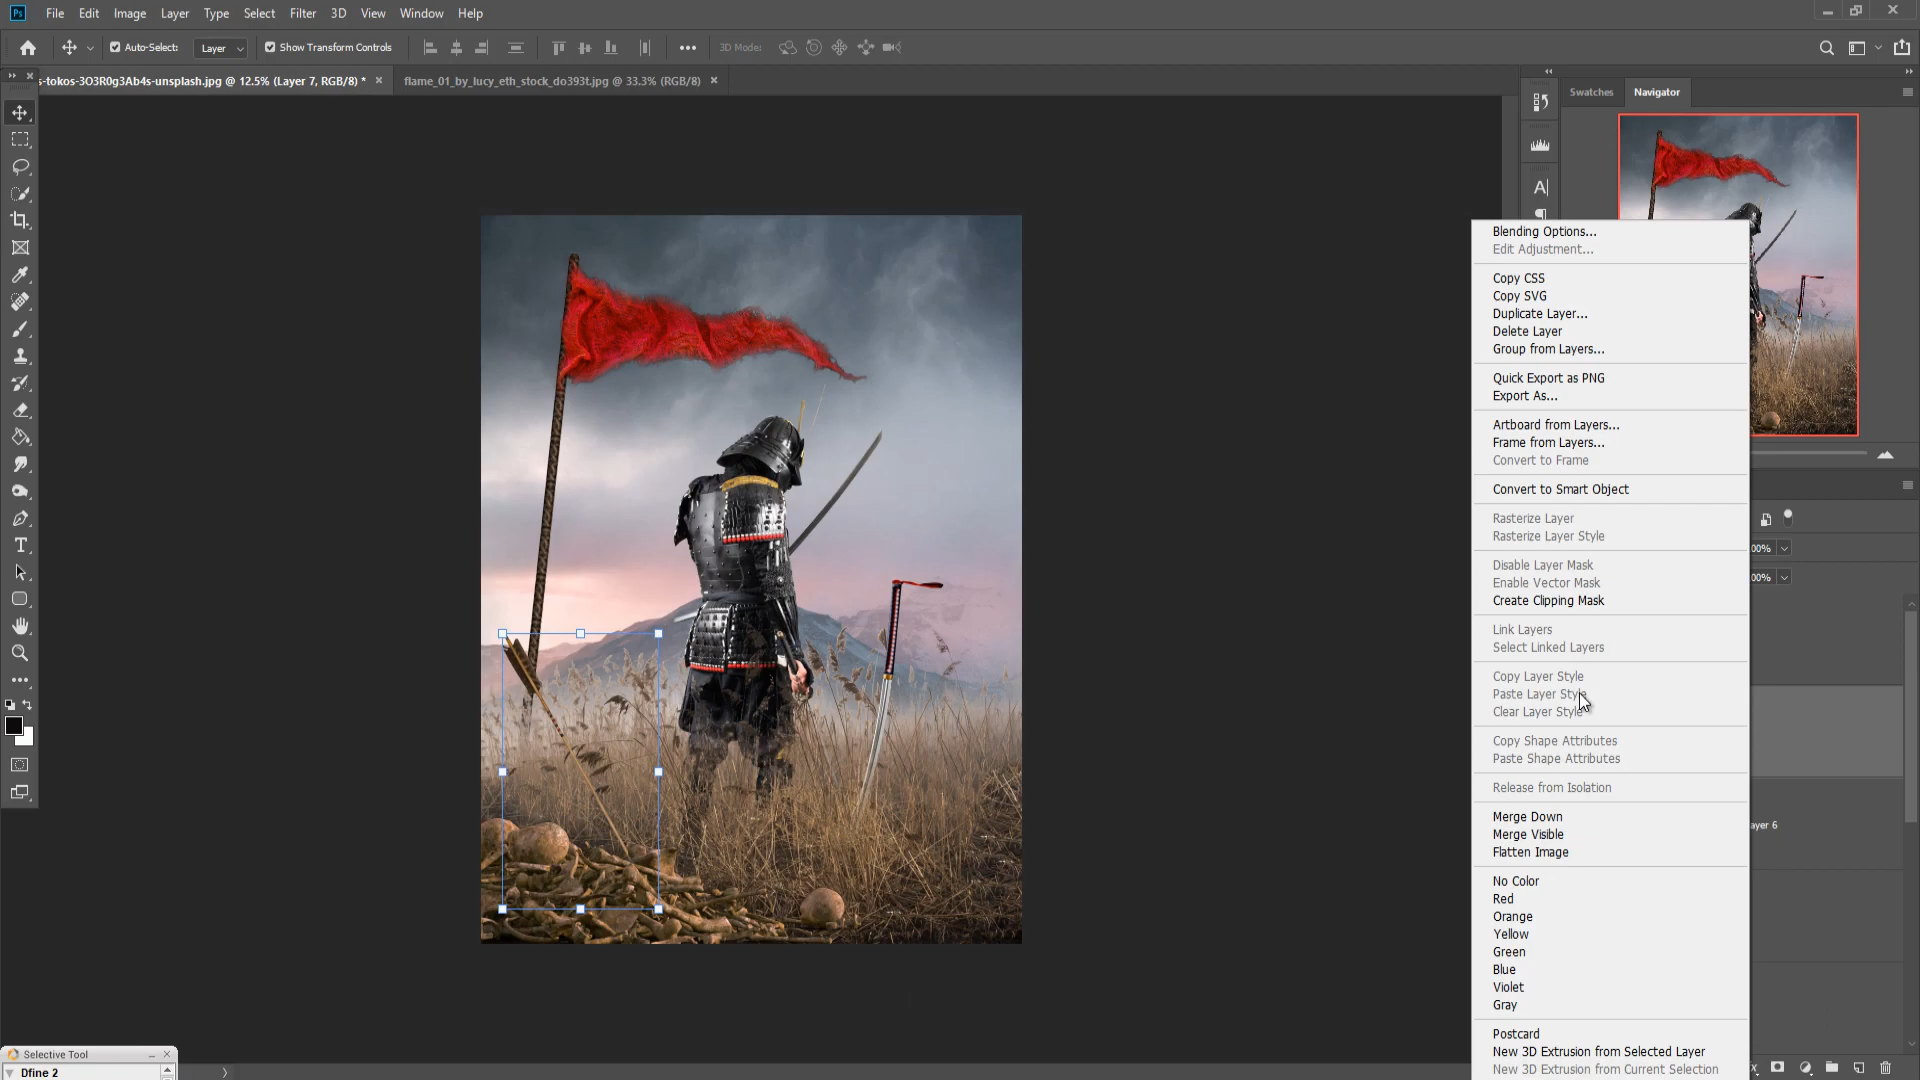 Ps File Edit Image Layer Type Select Filter 3D View Window Help
Auto-Select: Layer Show Transform Controls 3D Mode:
s-tokos-3O3R0g3Ab4s-unsplash.jpg @ 12.5% (Layer 7, RGB/8) * flame_01_by_lucy_eth_stock_do393t.jpg @ 33.3% (RGB/8)
Swatches Navigator
Blending Options...
Edit Adjustment...
Copy CSS
Copy SVG
Duplicate Layer...
Delete Layer
Group from Layers...
Quick Export as PNG
Export As...
Artboard from Layers...
Frame from Layers...
Convert to Frame
Convert to Smart Object
Rasterize Layer
Rasterize Layer Style
00%
Disable Layer Mask
Enable Vector Mask
00%
Create Clipping Mask
Link Layers
Select Linked Layers
Copy Layer Style
Paste Layer Style
Clear Layer Style
Copy Shape Attributes
Paste Shape Attributes
Release from Isolation
Merge Down
Merge Visible
ayer 6
Flatten Image
No Color
Red
Orange
Yellow
Green
Blue
Violet
Gray
Postcard
New 3D Extrusion from Selected Layer
New 3D Extrusion from Current Selection
Selective Tool
Dfine 2